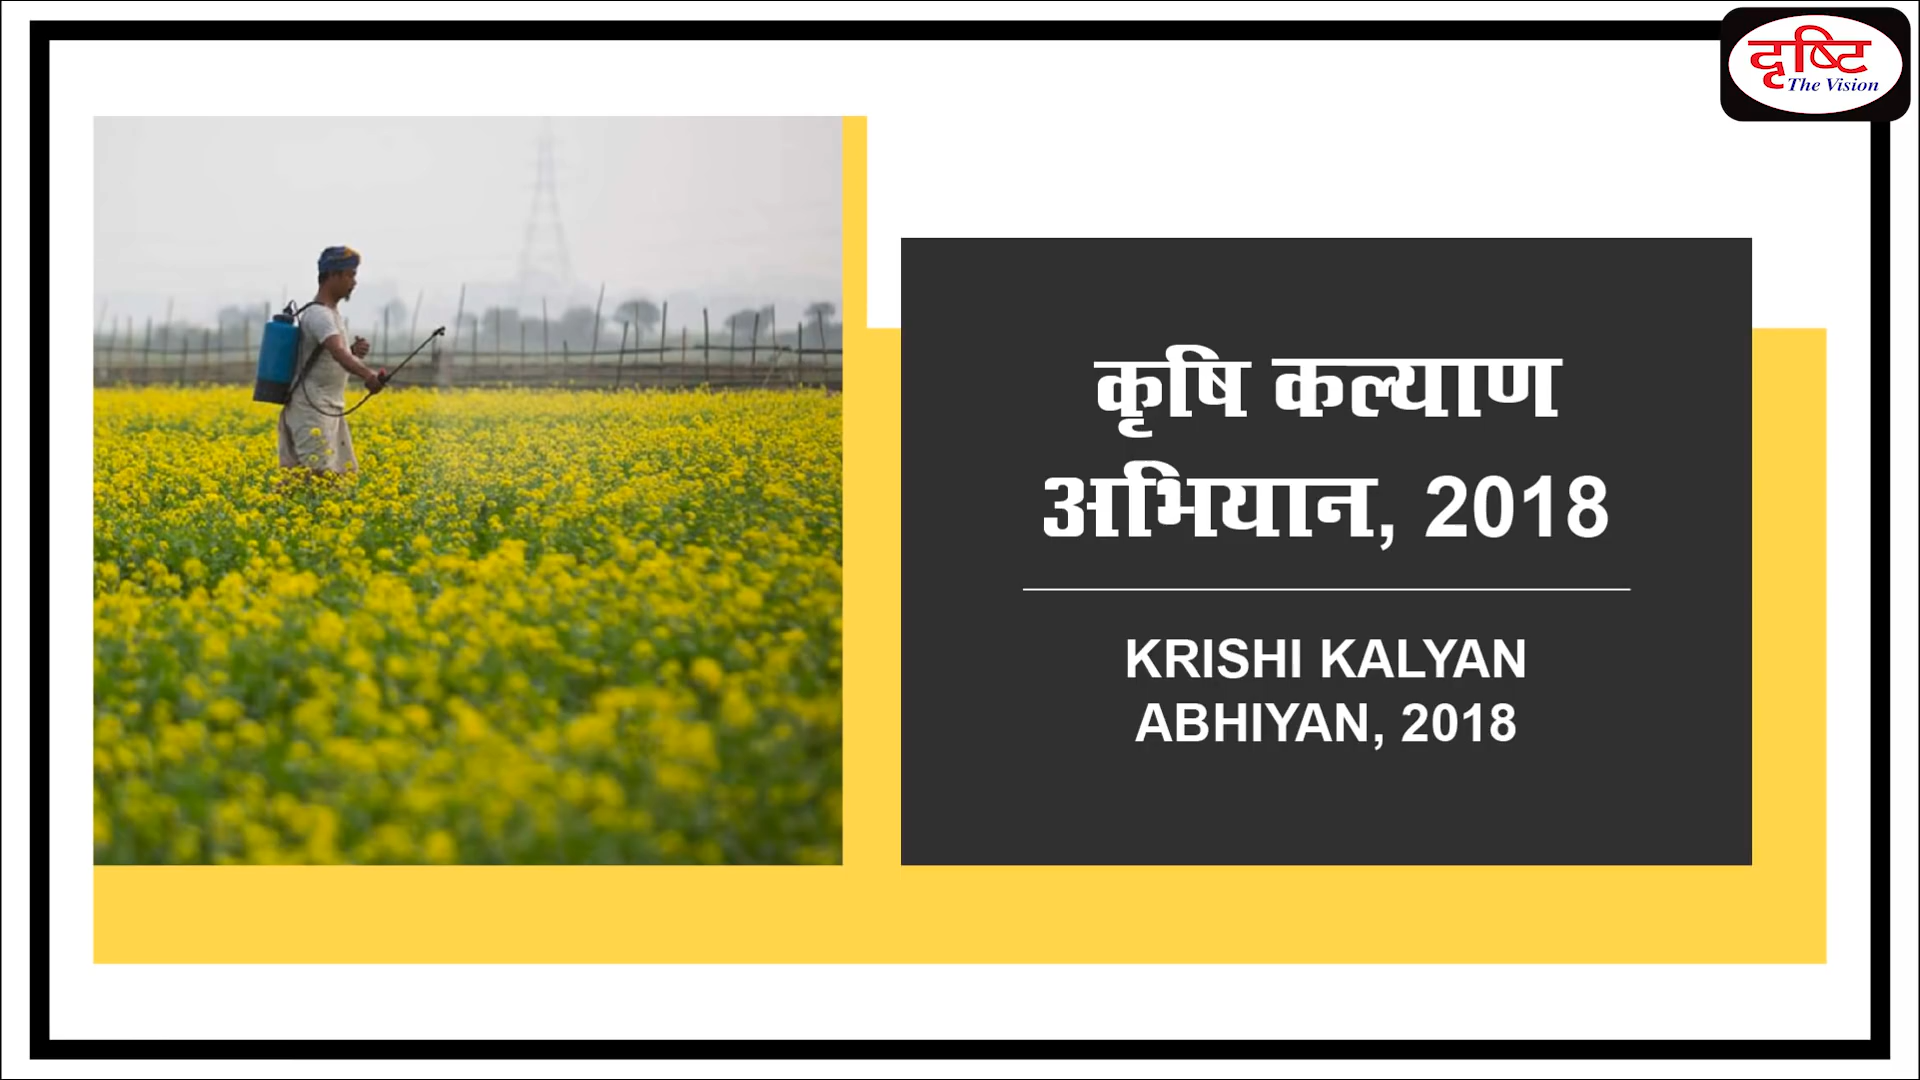 दृष्टि
The Vision
कृषि कल्याण
अभियान, 2018
KRISHI KALYAN
ABHIYAN, 2018